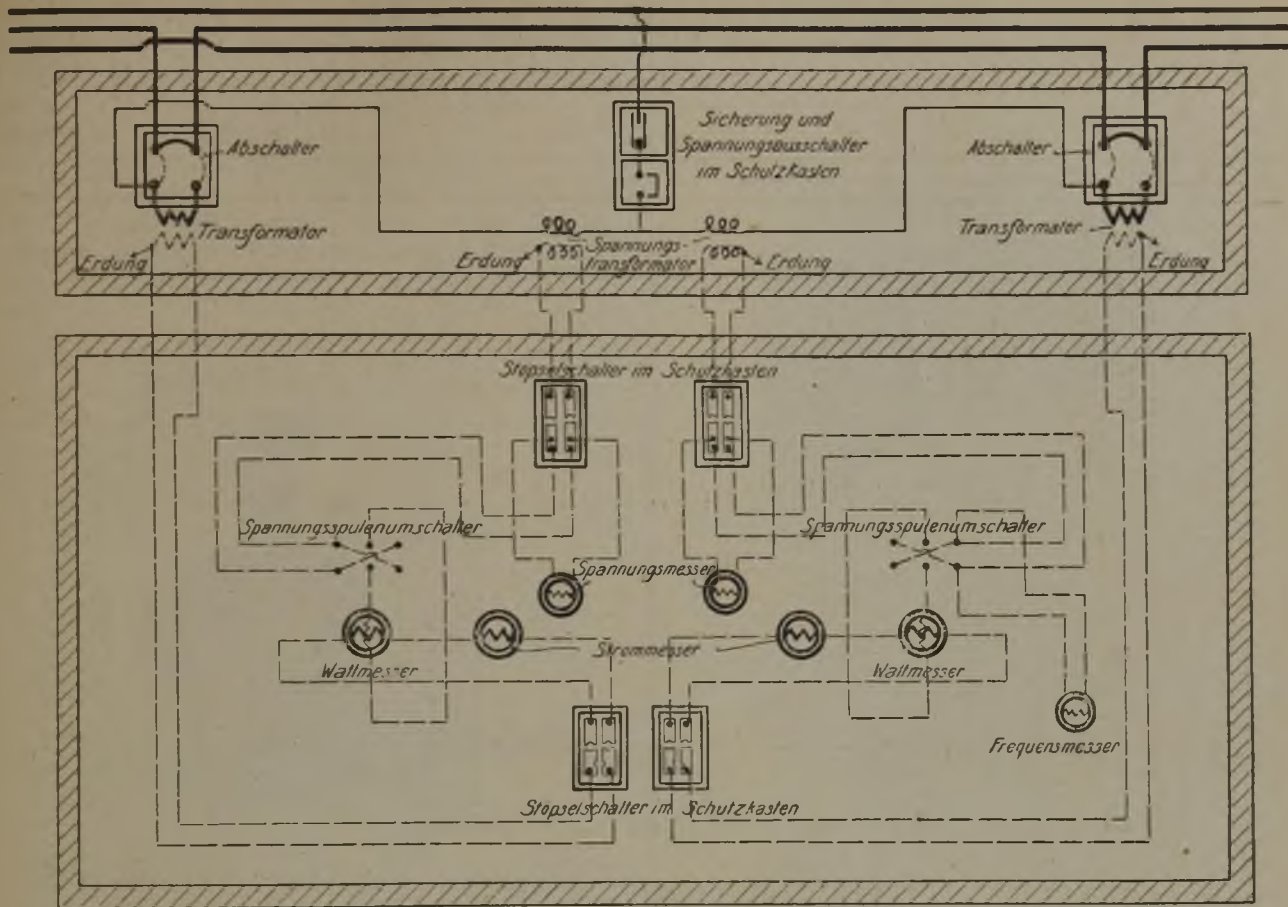 Sicherung und
Abschalter
Spannungsausschalter
Abschalter
im Schutzkasten
Transformator
Transformator
Spannungs-
Erdung
Erdung
transformator
Erdung
Erdung
Stöpselschalter im Schutzkasten
Spannungsspulenumschalter
Spannungsspulenumschalter
Spannungsmesser
Strommesser
Wattmesser
Wattmesser
Frequensmesser
Stöpselschalter im Schutzkasten